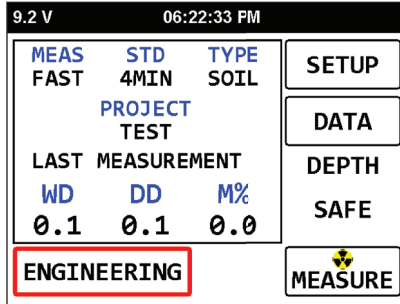 9.2 V 06:22:33 PM
MEAS STD TYPE
FAST 4MIN SOIL
PROJECT
TEST
LAST MEASUREMENT
WD DD M%
0.1 0.1 0.0
SETUP
DATA
DEPTH
SAFE
ENGINEERING
MEASURE